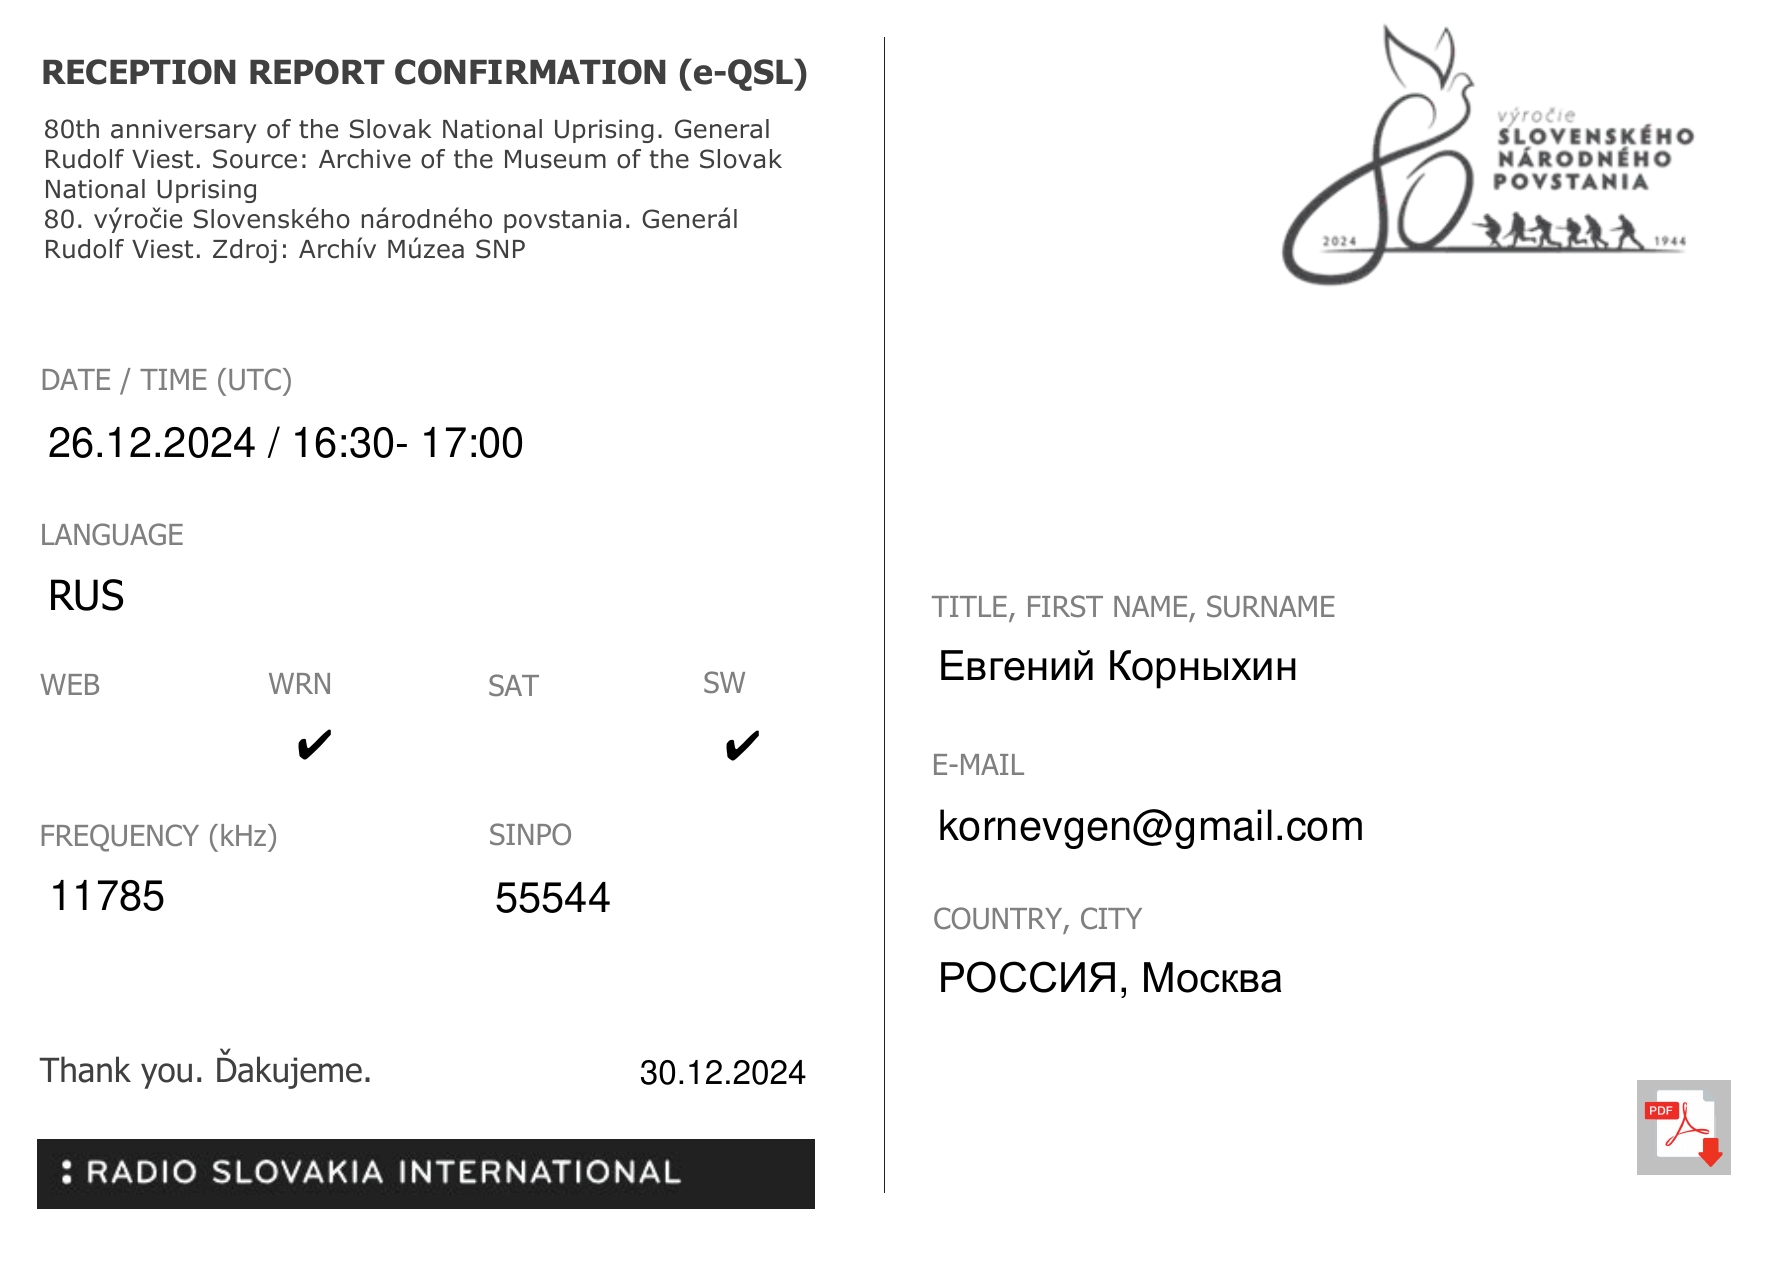 RECEPTION REPORT CONFIRMATION (e-QSL)
80th anniversary of the Slovak National Uprising. General
Rudolf Viest. Source: Archive of the Museum of the Slovak
National Uprising
80. výročie Slovenského národného povstania. Generál
Rudolf Viest. Zdroj: Archív Múzea SNP
DATE / TIME (UTC)
26.12.2024 / 16:30- 17:00
LANGUAGE
RUS
WEB WRN SAT SW
✔ ✔
FREQUENCY (kHz) SINPO
11785 55544
Thank you. Ďakujeme. 30.12.2024
: RADIO SLOVAKIA INTERNATIONAL
80
výročie
SLOVENSKÉHO
NÁRODNÉHO
POVSTANIA
2024 1944
TITLE, FIRST NAME, SURNAME
Евгений Корныхин
E-MAIL
kornevgen@gmail.com
COUNTRY, CITY
РОССИЯ, Москва
PDF